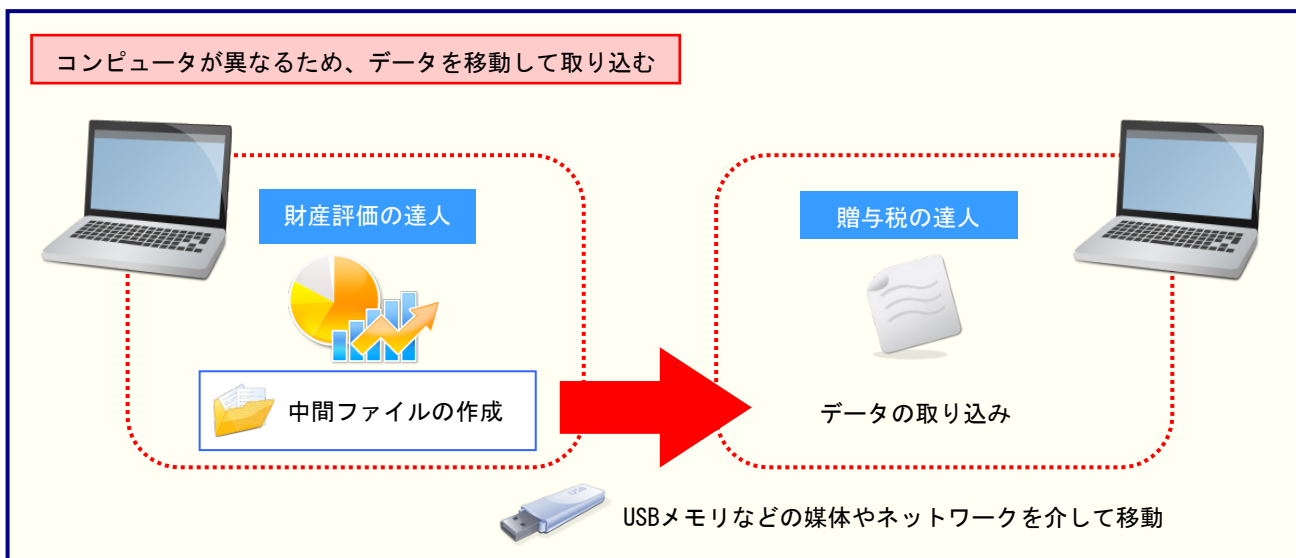 コンピュータが異なるため、データを移動して取り込む
財産評価の達人
贈与税の達人
中間ファイルの作成
データの取り込み
USB
USBメモリなどの媒体やネットワークを介して移動